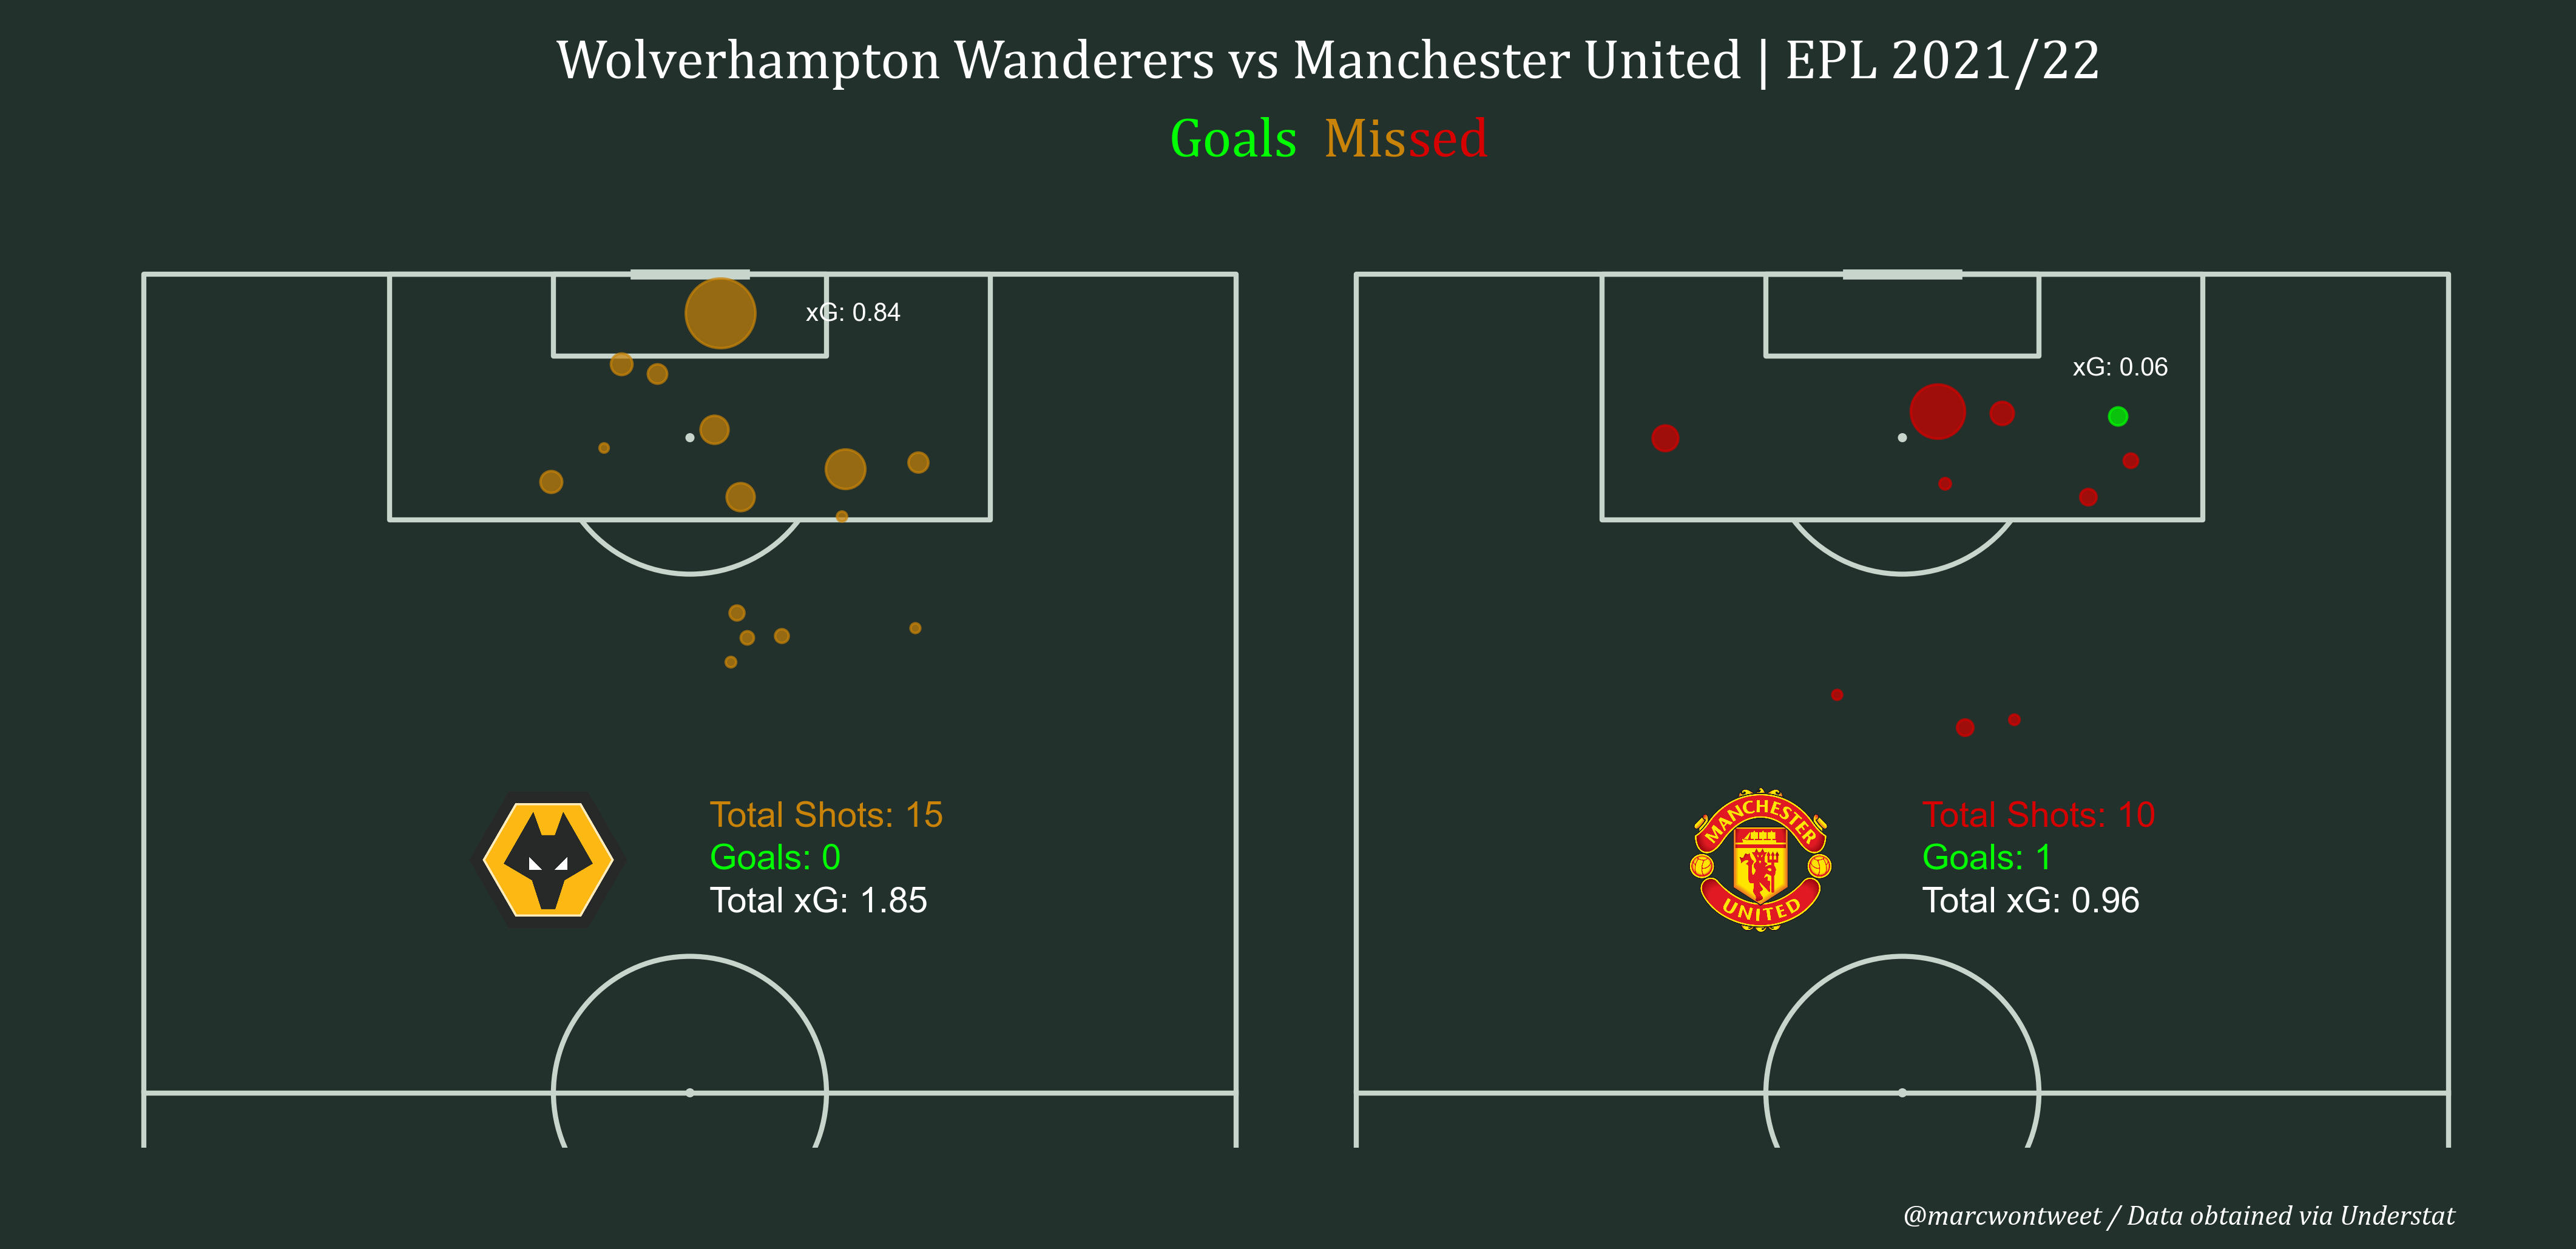 Wolverhampton Wanderers vs Manchester United | EPL 2021/22
Goals Missed
xG: 0.84
xG: 0.06
Total Shots: 15
Goals: 0
Total xG: 1.85
MANCHESTER
UNITED
Total Shots: 10
Goals: 1
Total xG: 0.96
@marcwontweet / Data obtained via Understat